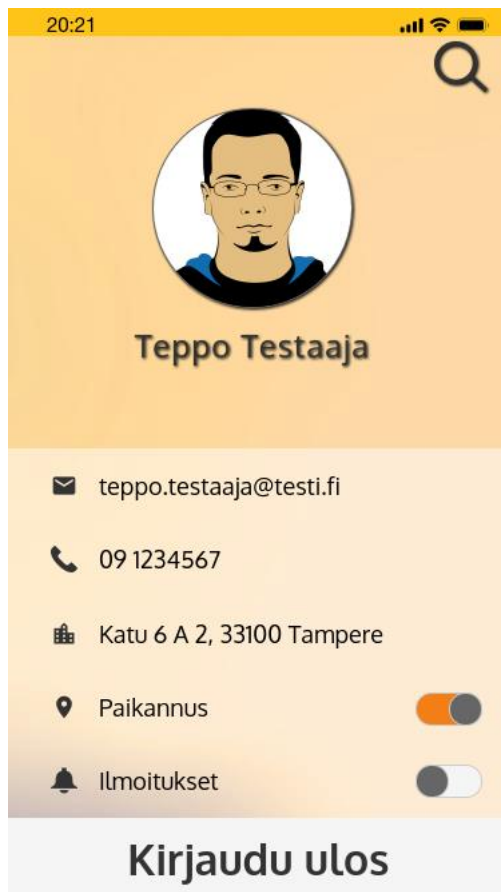 20:21
Teppo Testaaja
teppo.testaaja@testi.fi
09 1234567
Katu 6 A 2, 33100 Tampere
Paikannus
Ilmoitukset
Kirjaudu ulos